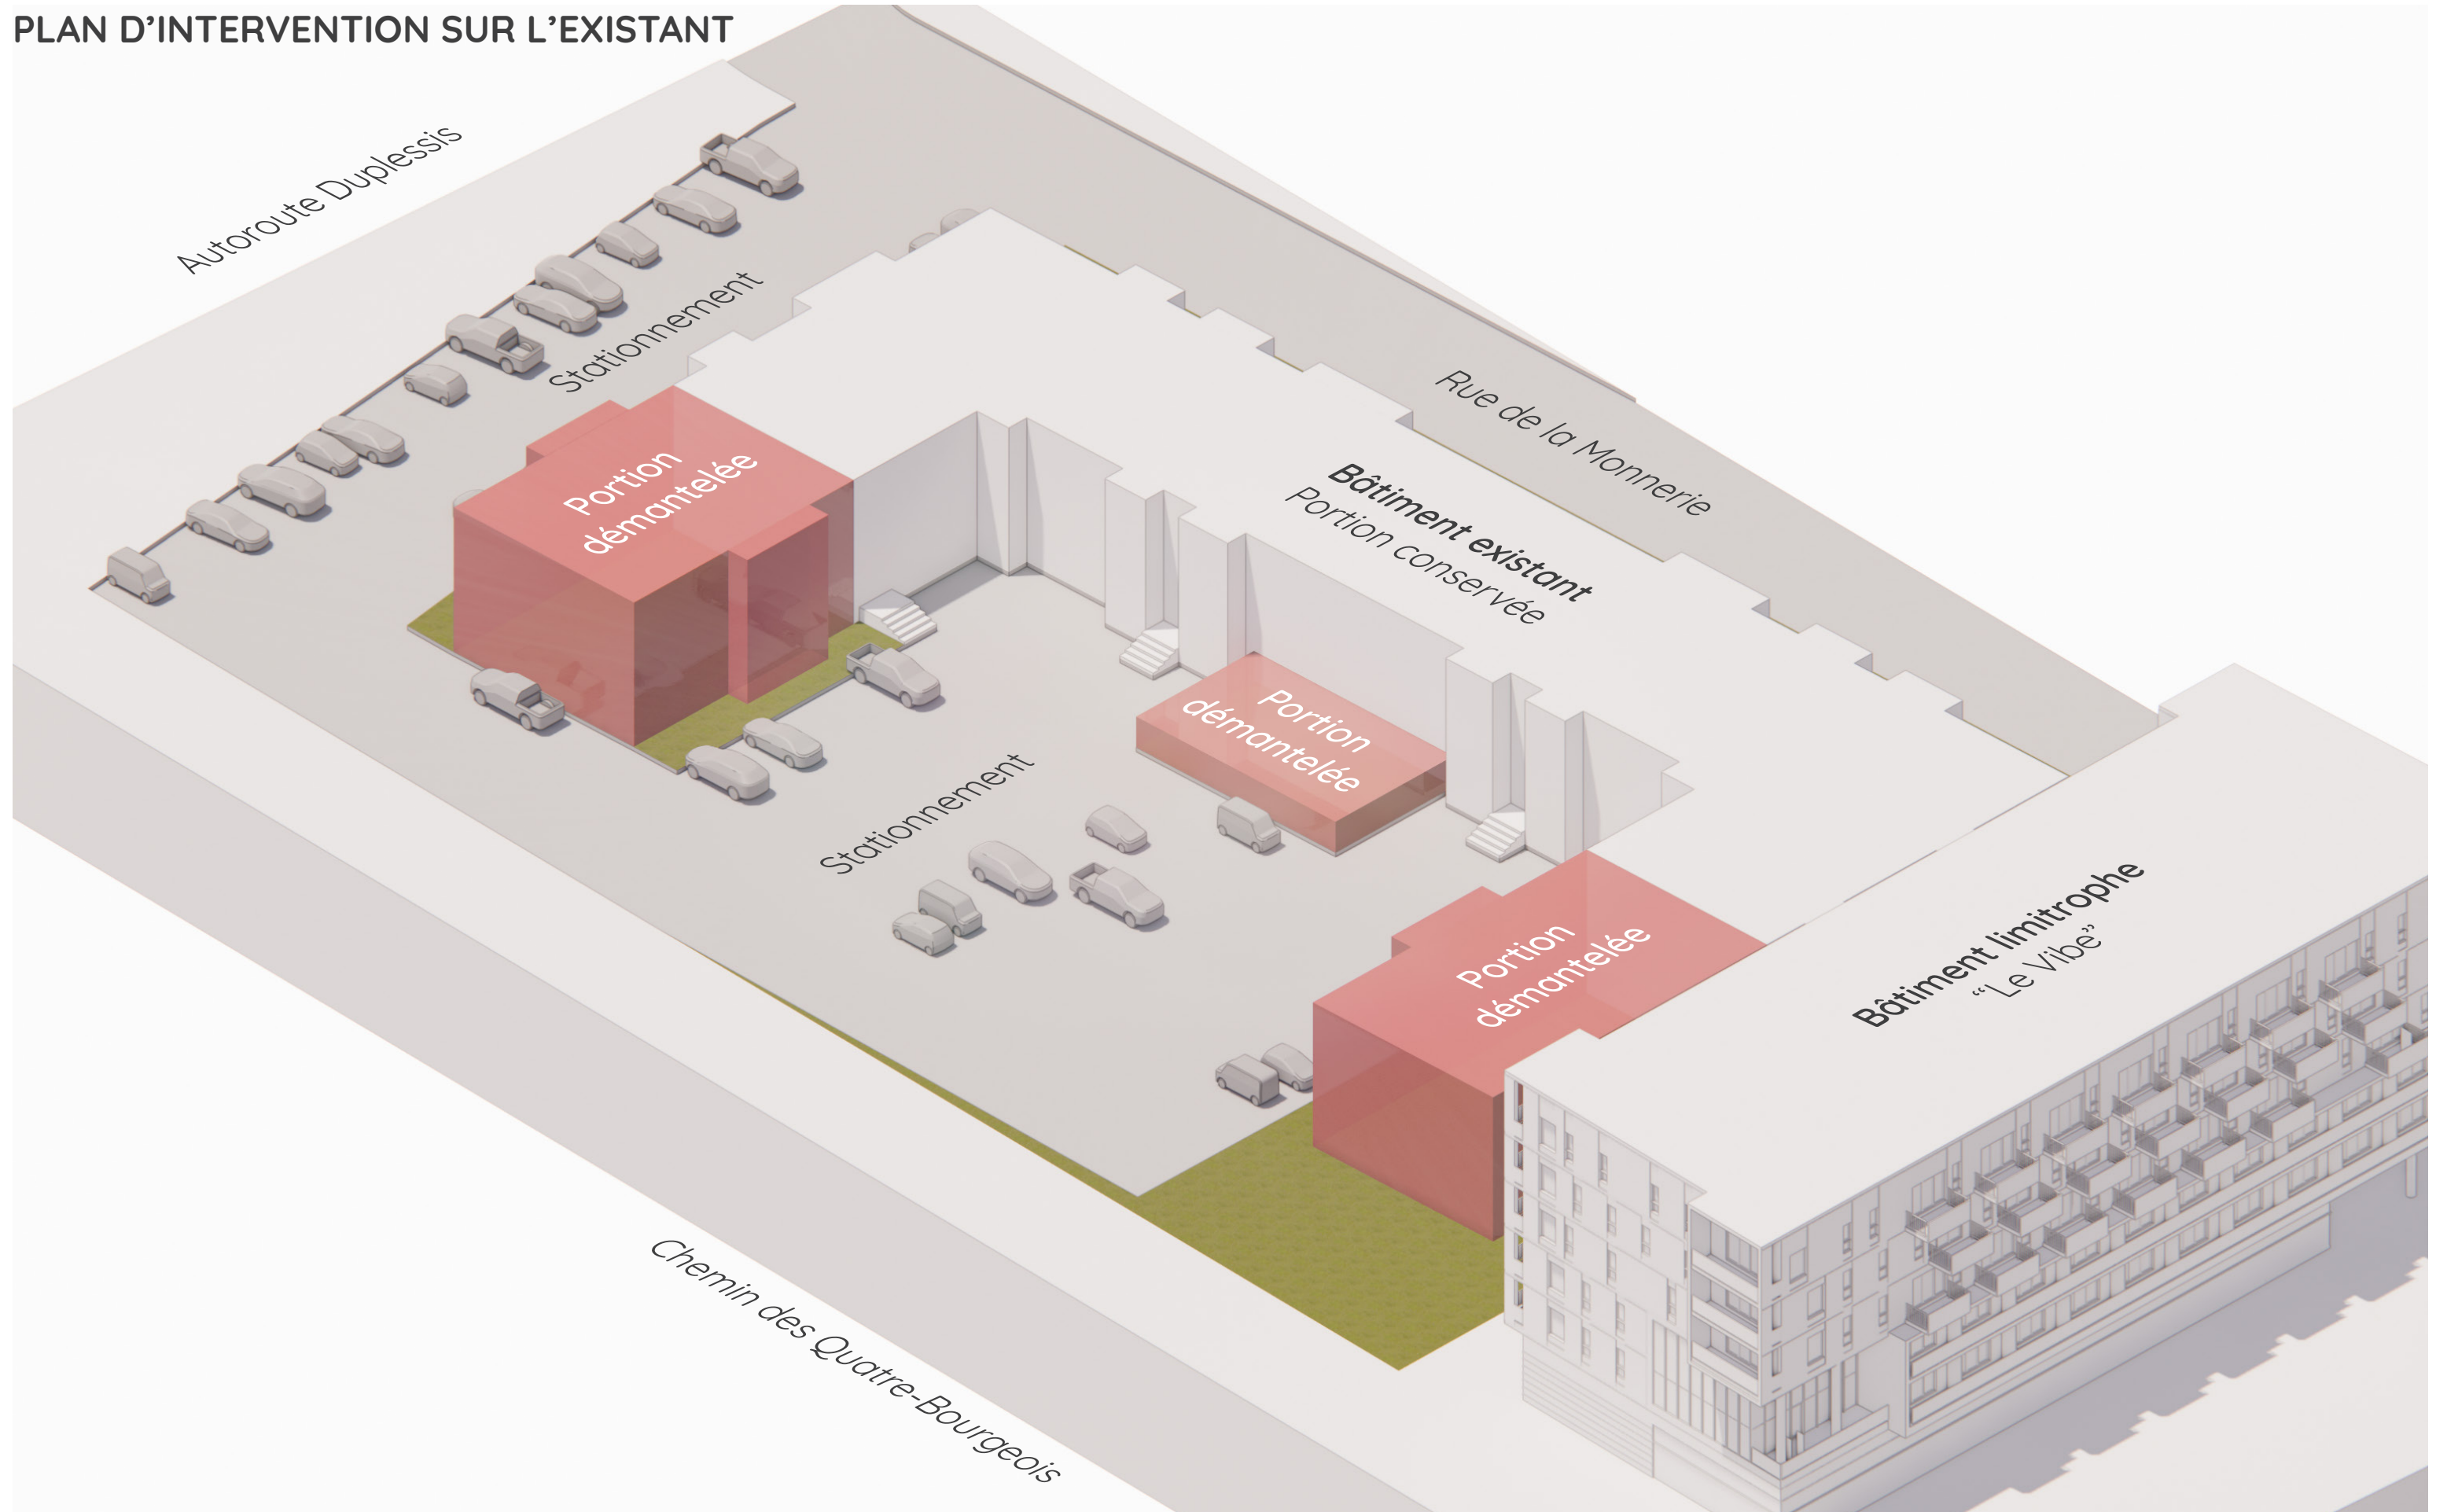 PLAN D’INTERVENTION SUR L’EXISTANT
Autoroute Duplessis
Stationnement
Rue de la Monnerie
Portion
démantelée
Bâtiment existant
Portion conservée
Portion
démantelée
Stationnement
Portion
démantelée
Bâtiment limitrophe
“Le Vibe”
Chemin des Quatre-Bourgeois